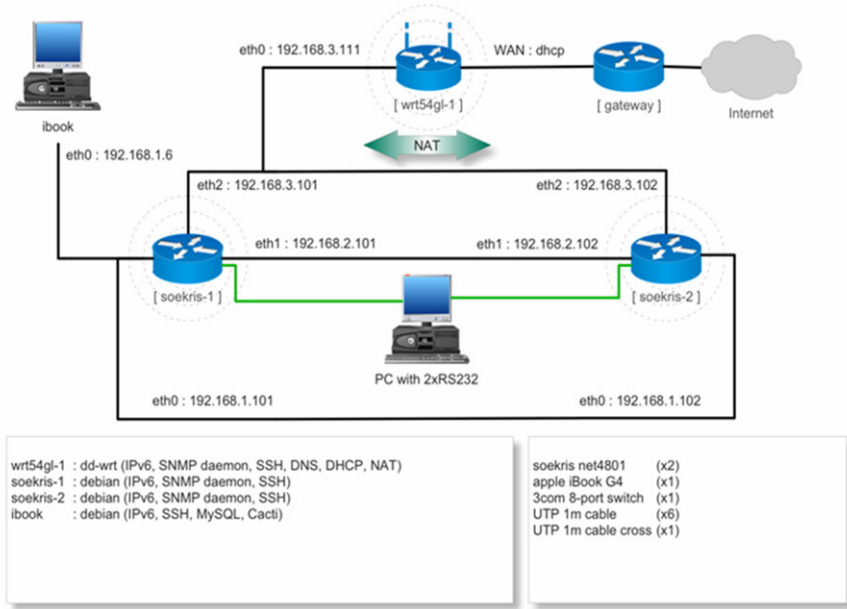 eth0 : 192.168.3.111
WAN : dhcp
[ wrt54gl-1 ]
[ gateway ]
Internet
ibook
NAT
eth0 : 192.168.1.6
eth2 : 192.168.3.101
eth2 : 192.168.3.102
eth1 : 192.168.2.101
eth1 : 192.168.2.102
[ soekris-1 ]
[ soekris-2 ]
PC with 2xRS232
eth0 : 192.168.1.101
eth0 : 192.168.1.102
wrt54gl-1 : dd-wrt (IPv6, SNMP daemon, SSH, DNS, DHCP, NAT)
soekris-1 : debian (IPv6, SNMP daemon, SSH)
soekris-2 : debian (IPv6, SNMP daemon, SSH)
ibook : debian (IPv6, SSH, MySQL, Cacti)
soekris net4801 (x2)
apple iBook G4 (x1)
3com 8-port switch (x1)
UTP 1m cable (x6)
UTP 1m cable cross (x1)